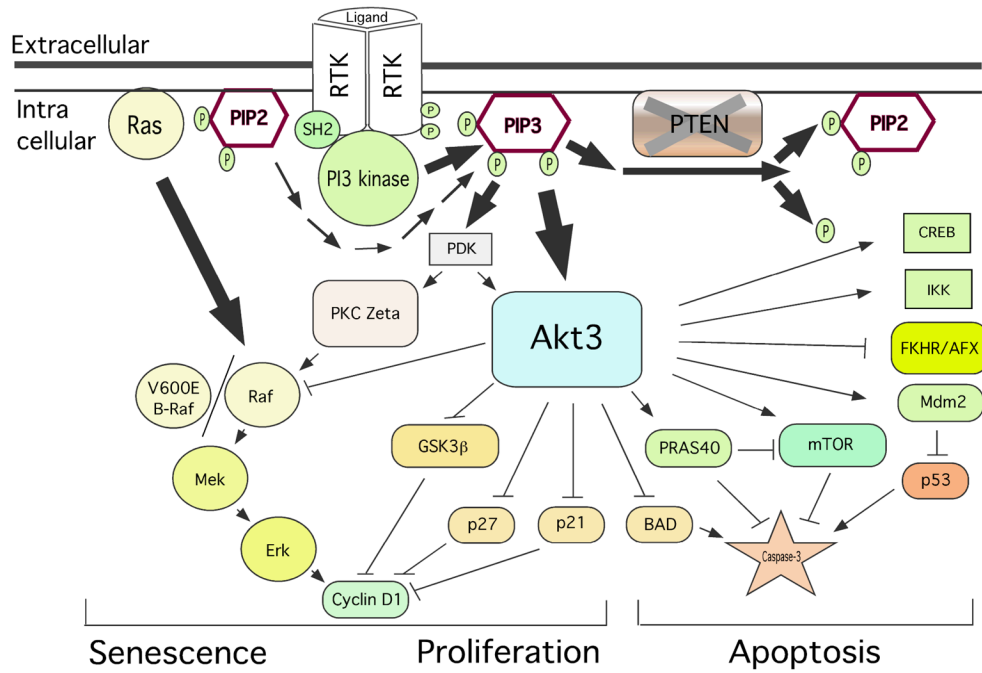 Ligand
Extracellular
RTK
RTK
Intra
cellular
Ras
P
PIP2
P
SH2
PI3 kinase
P
P
P
PIP3
P
P
PTEN
P
PIP2
P
P
PDK
PKC Zeta
Akt3
CREB
IKK
FKHR/AFX
Mdm2
V600E
B-Raf
Raf
GSK3β
PRAS40
mTOR
p53
Mek
p27
p21
BAD
Erk
Caspase-3
Cyclin D1
Senescence
Proliferation
Apoptosis